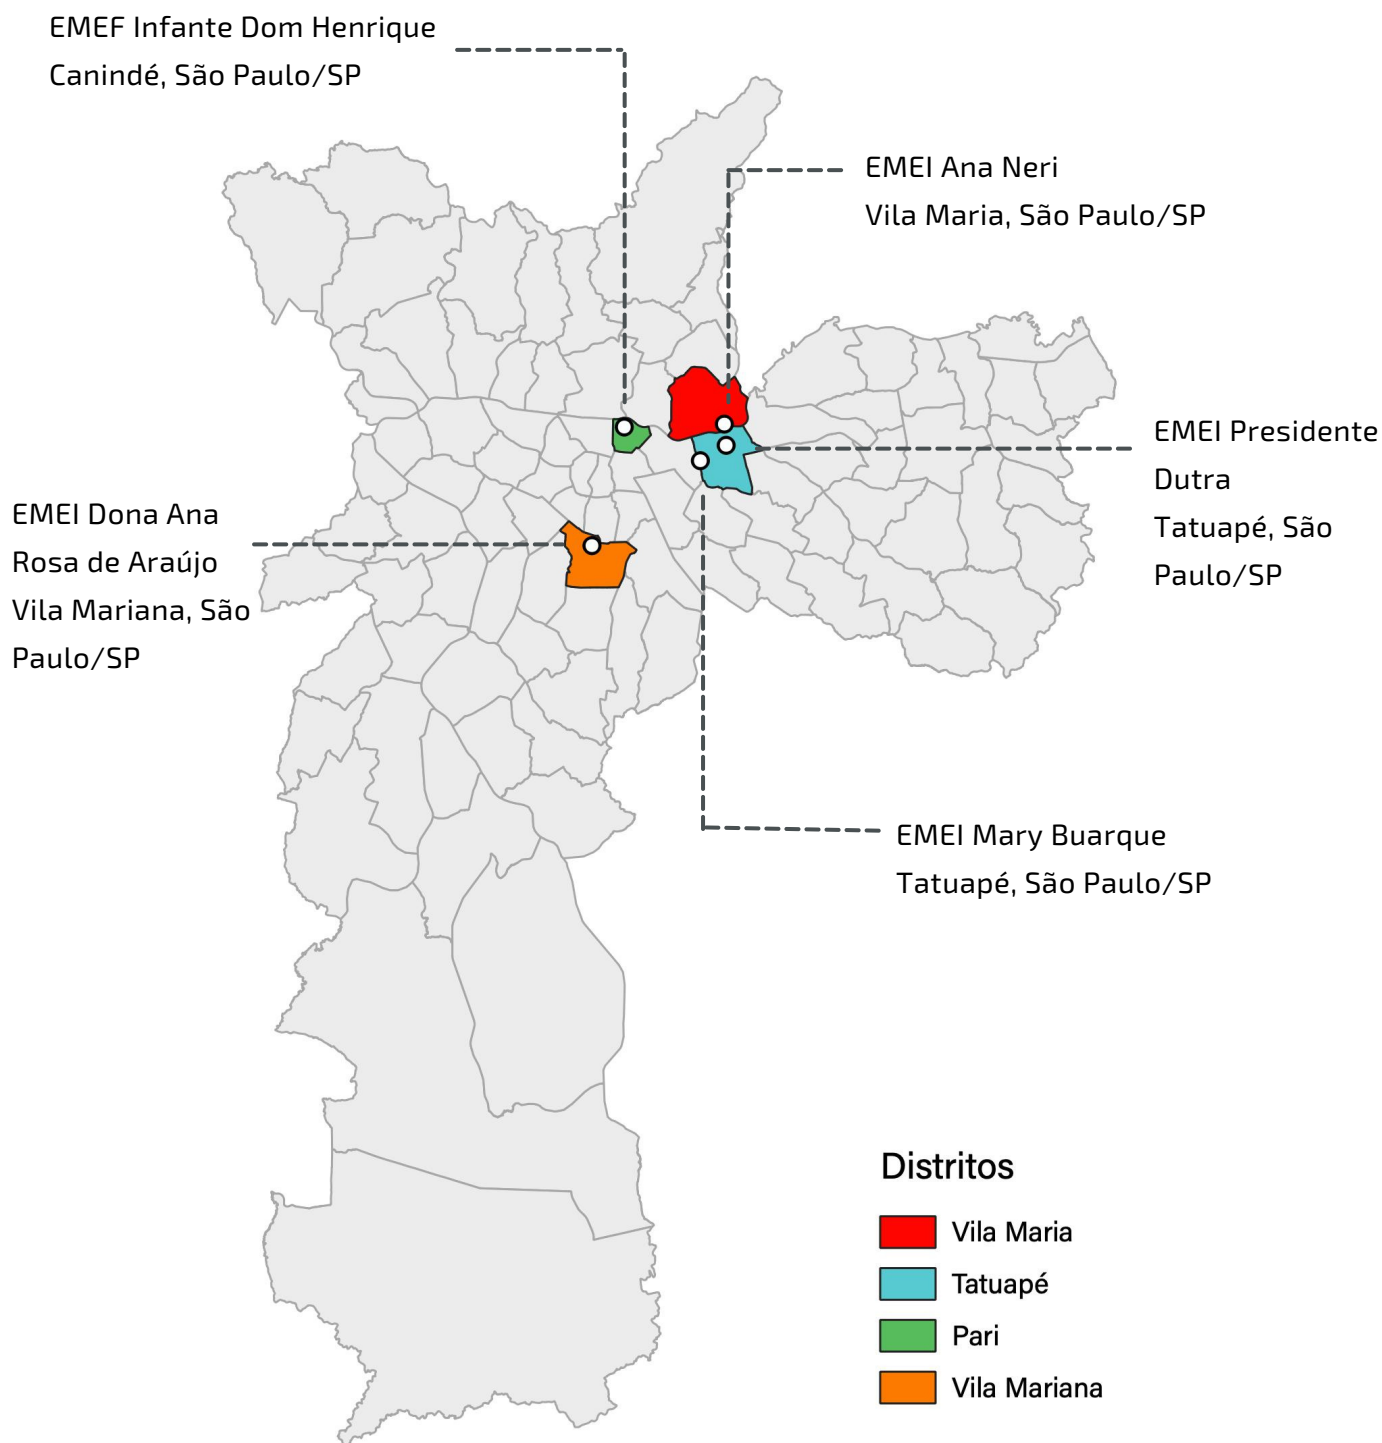 EMEF Infante Dom Henrique
Canindé, São Paulo/SP
EMEI Ana Neri
Vila Maria, São Paulo/SP
EMEI Presidente
Dutra
Tatuapé, São
Paulo/SP
EMEI Dona Ana
Rosa de Araújo
Vila Mariana, São
Paulo/SP
EMEI Mary Buarque
Tatuapé, São Paulo/SP
Distritos
Vila Maria
Tatuapé
Pari
Vila Mariana